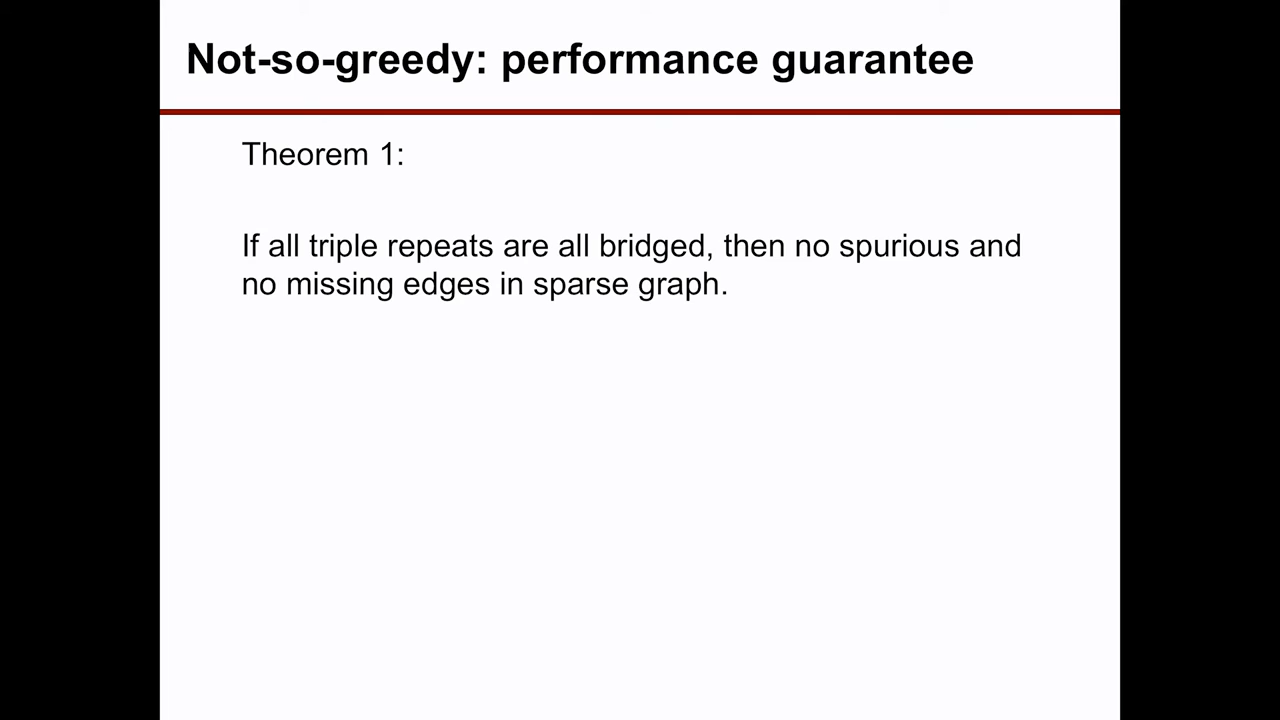 Not-so-greedy: performance guarantee
Theorem 1:
If all triple repeats are all bridged, then no spurious and
no missing edges in sparse graph.